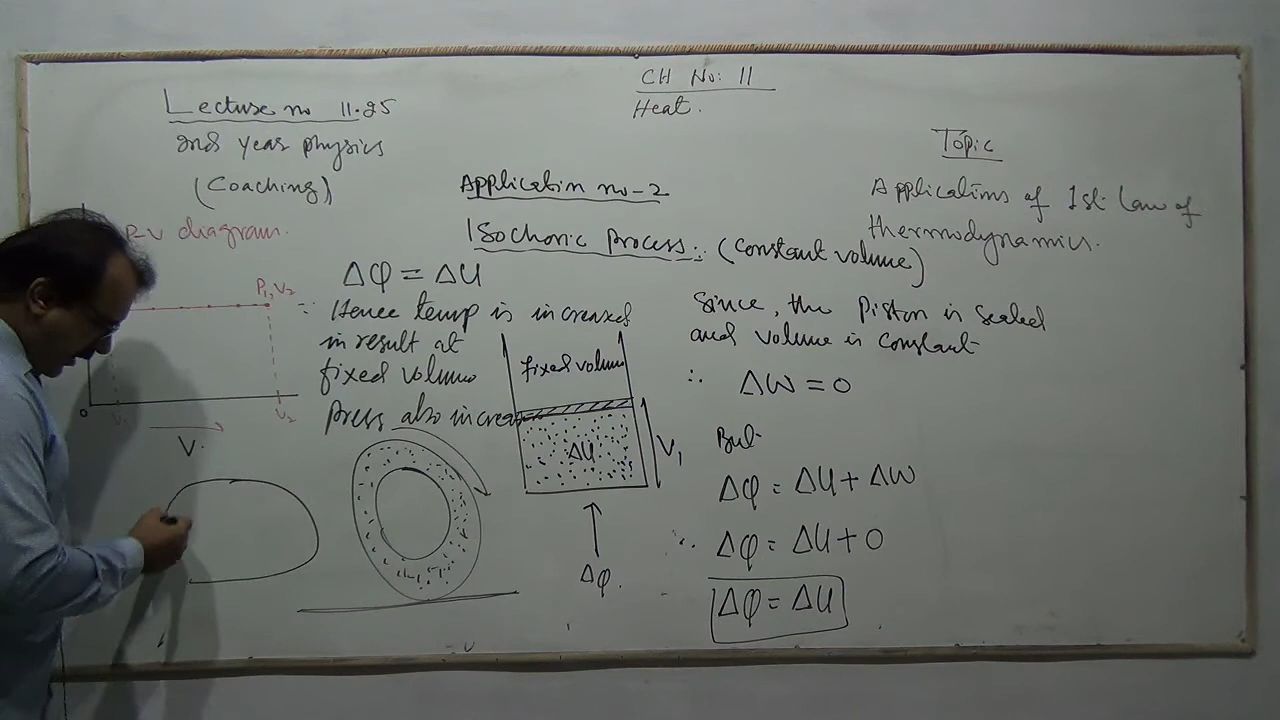 CH No: 11
Heat.
Lecture no 11.25
2nd year physics
(Coaching)
Topic
Applications of 1st Law of
thermodynamics.
Application no-2
Isochoric Process:. (Constant volume)
P-V diagram.
P1, V2
V1
V2
0
V.
ΔQ = ΔU
∵ Hence temp is increased
in result at
fixed volume
Press also increase
fixed volume
ΔU
V1
ΔQ.
Since, the Piston is Sealed
and volume is constant
∴ ΔW = 0
But
ΔQ = ΔU + ΔW
∴ ΔQ = ΔU + 0
ΔQ = ΔU